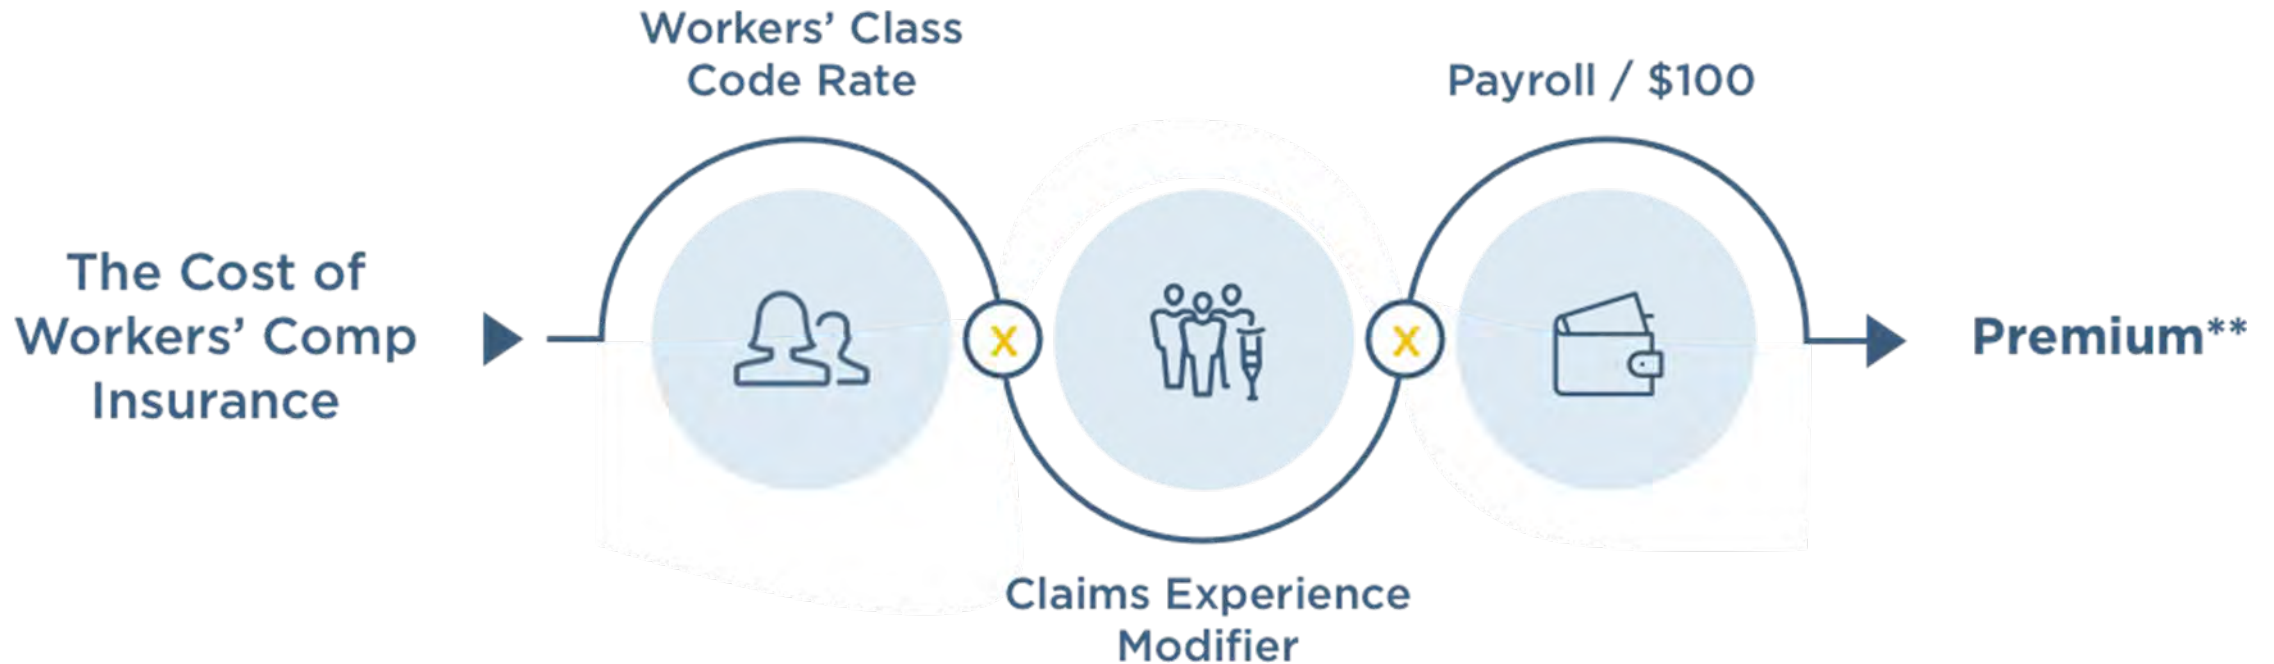 The Cost of
Workers’ Comp
Insurance
Workers’ Class
Code Rate
X
Claims Experience
Modifier
X
Payroll / $100
Premium**